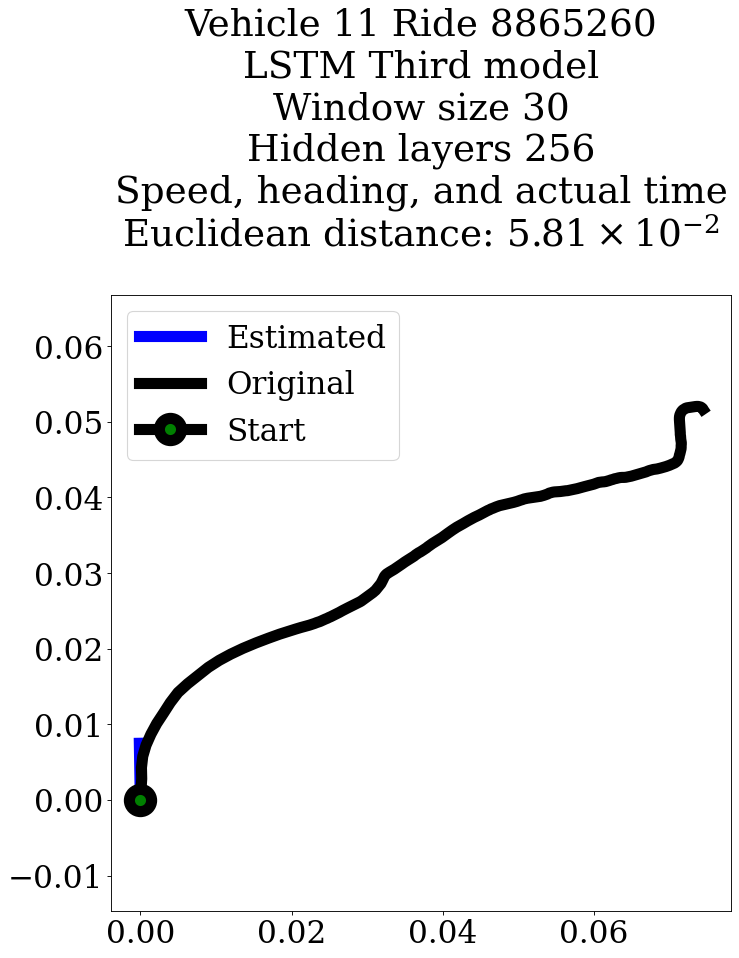 Vehicle 11 Ride 8865260
LSTM Third model
Window size 30
Hidden layers 256
Speed, heading, and actual time
Euclidean distance: 5.81 × 10⁻²
Estimated
Original
Start
0.06
0.05
0.04
0.03
0.02
0.01
0.00
−0.01
0.00 0.02 0.04 0.06